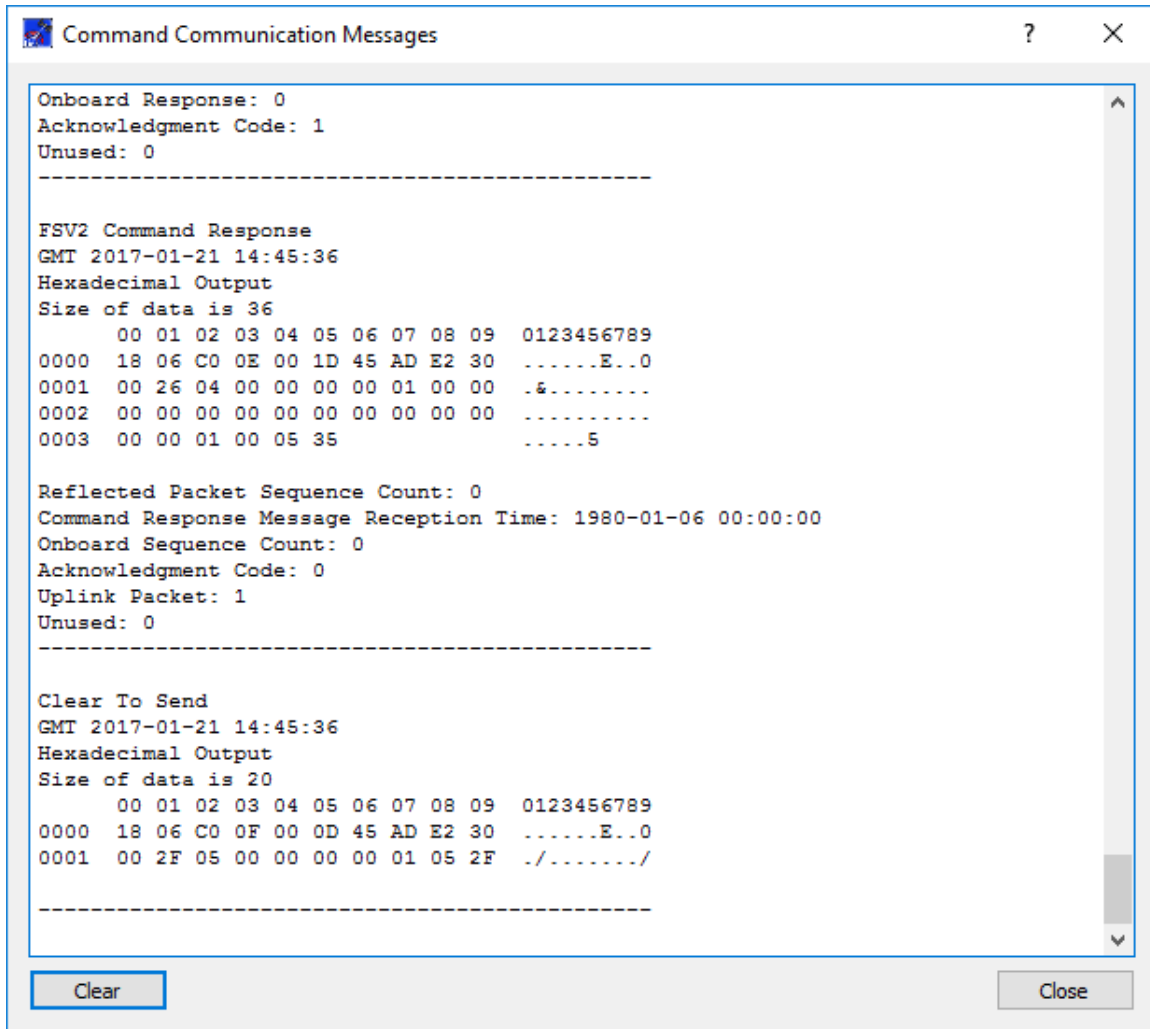 Command Communication Messages
Onboard Response: 0
Acknowledgment Code: 1
Unused: 0
-----------------------------------------------
FSV2 Command Response
GMT 2017-01-21 14:45:36
Hexadecimal Output
Size of data is 36
      00 01 02 03 04 05 06 07 08 09  0123456789
0000  18 06 C0 0E 00 1D 45 AD E2 30  ......E..0
0001  00 26 04 00 00 00 00 01 00 00  .&........
0002  00 00 00 00 00 00 00 00 00 00  ..........
0003  00 00 01 00 05 35              .....5
Reflected Packet Sequence Count: 0
Command Response Message Reception Time: 1980-01-06 00:00:00
Onboard Sequence Count: 0
Acknowledgment Code: 0
Uplink Packet: 1
Unused: 0
-----------------------------------------------
Clear To Send
GMT 2017-01-21 14:45:36
Hexadecimal Output
Size of data is 20
      00 01 02 03 04 05 06 07 08 09  0123456789
0000  18 06 C0 0F 00 0D 45 AD E2 30  ......E..0
0001  00 2F 05 00 00 00 00 01 05 2F  ./......./
-----------------------------------------------
Clear Close